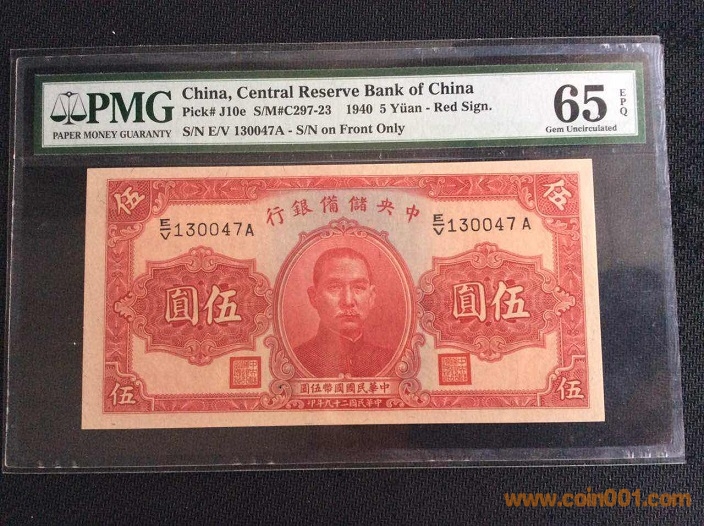 PMG
PAPER MONEY GUARANTY
China, Central Reserve Bank of China
Pick# J10e S/M#C297-23 1940 5 Yüan - Red Sign.
S/N E/V 130047A - S/N on Front Only
65 EPQ
Gem Uncirculated
伍 伍
行銀備儲央中
E/V 130047A E/V 130047A
圓伍 圓伍
圓伍幣國國民華中
印年九十二國民華中
伍 伍
www.coin001.com